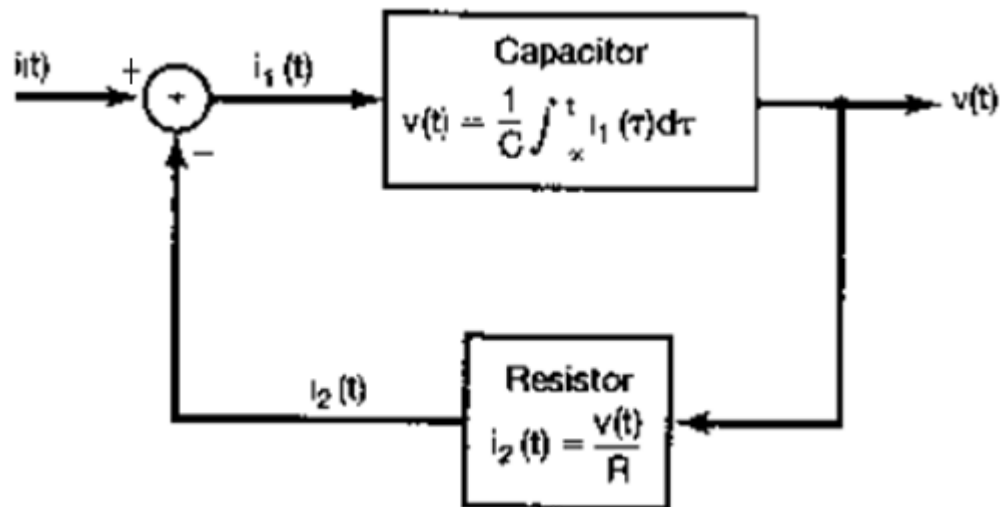 i(t)
+
+
−
i₁(t)
Capacitor
v(t) = 1/C ∫ᵗ₋∞ i₁(τ)dτ
v(t)
i₂(t)
Resistor
i₂(t) = v(t)/R